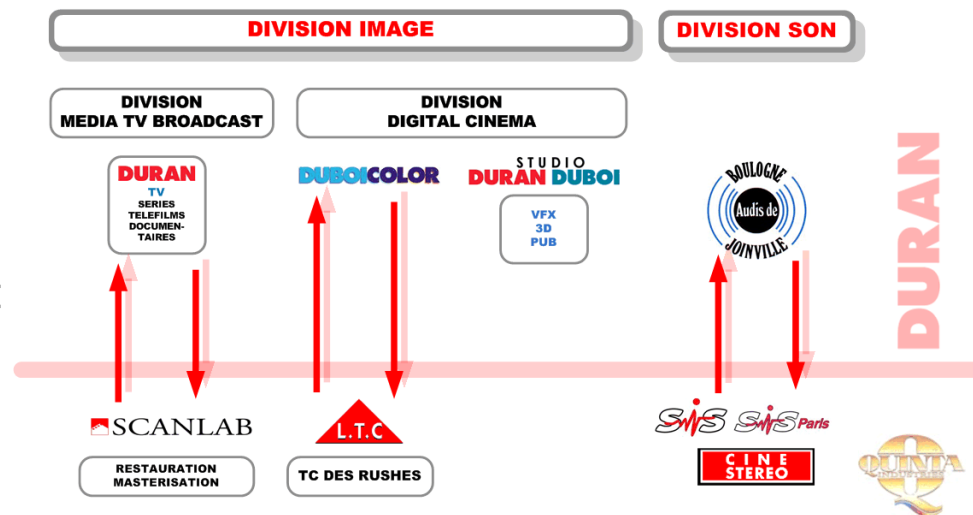 DIVISION IMAGE
DIVISION SON
DIVISION
MEDIA TV BROADCAST
DIVISION
DIGITAL CINEMA
DURAN
TV
SERIES
TELEFILMS
DOCUMEN-
TAIRES
DUBOICOLOR
STUDIO
DURAN DUBOI
VFX
3D
PUB
BOULOGNE
Audis de
JOINVILLE
DURAN
SCANLAB
RESTAURATION
MASTERISATION
L.T.C
TC DES RUSHES
SIS
SIS Paris
CINE
STEREO
QUINTA
INDUSTRIES